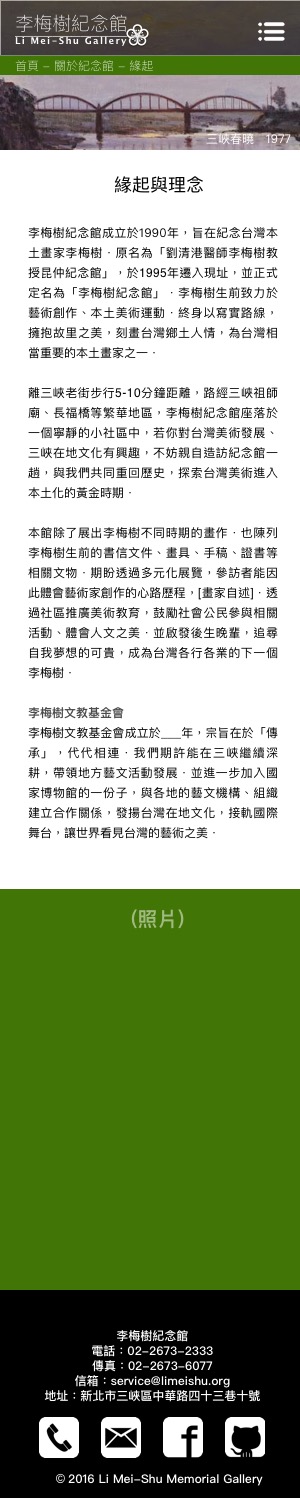 李梅樹紀念館
Li Mei-Shu Gallery
首頁 – 關於紀念館 – 緣起
三峽春曉　1977
緣起與理念
李梅樹紀念館成立於1990年，旨在紀念台灣本
土畫家李梅樹．原名為「劉清港醫師李梅樹教
授昆仲紀念館」，於1995年遷入現址，並正式
定名為「李梅樹紀念館」．李梅樹生前致力於
藝術創作、本土美術運動．終身以寫實路線，
擁抱故里之美，刻畫台灣鄉土人情，為台灣相
當重要的本土畫家之一．
離三峽老街步行5-10分鐘距離，路經三峽祖師
廟、長福橋等繁華地區，李梅樹紀念館座落於
一個寧靜的小社區中，若你對台灣美術發展、
三峽在地文化有興趣，不妨親自造訪紀念館一
趟，與我們共同重回歷史，探索台灣美術進入
本土化的黃金時期．
本館除了展出李梅樹不同時期的畫作．也陳列
李梅樹生前的書信文件、畫具、手稿、證書等
相關文物．期盼透過多元化展覽，參訪者能因
此體會藝術家創作的心路歷程，[畫家自述]．透
過社區推廣美術教育，鼓勵社會公民參與相關
活動、體會人文之美．並啟發後生晚輩，追尋
自我夢想的可貴，成為台灣各行各業的下一個
李梅樹．
李梅樹文教基金會
李梅樹文教基金會成立於___年，宗旨在於「傳
承」，代代相連．我們期許能在三峽繼續深
耕，帶領地方藝文活動發展．並進一步加入國
家博物館的一份子，與各地的藝文機構、組織
建立合作關係，發揚台灣在地文化，接軌國際
舞台，讓世界看見台灣的藝術之美．
(照片)
李梅樹紀念館
電話：02-2673-2333
傳真：02-2673-6077
信箱：service@limeishu.org
地址：新北市三峽區中華路四十三巷十號
© 2016 Li Mei-Shu Memorial Gallery